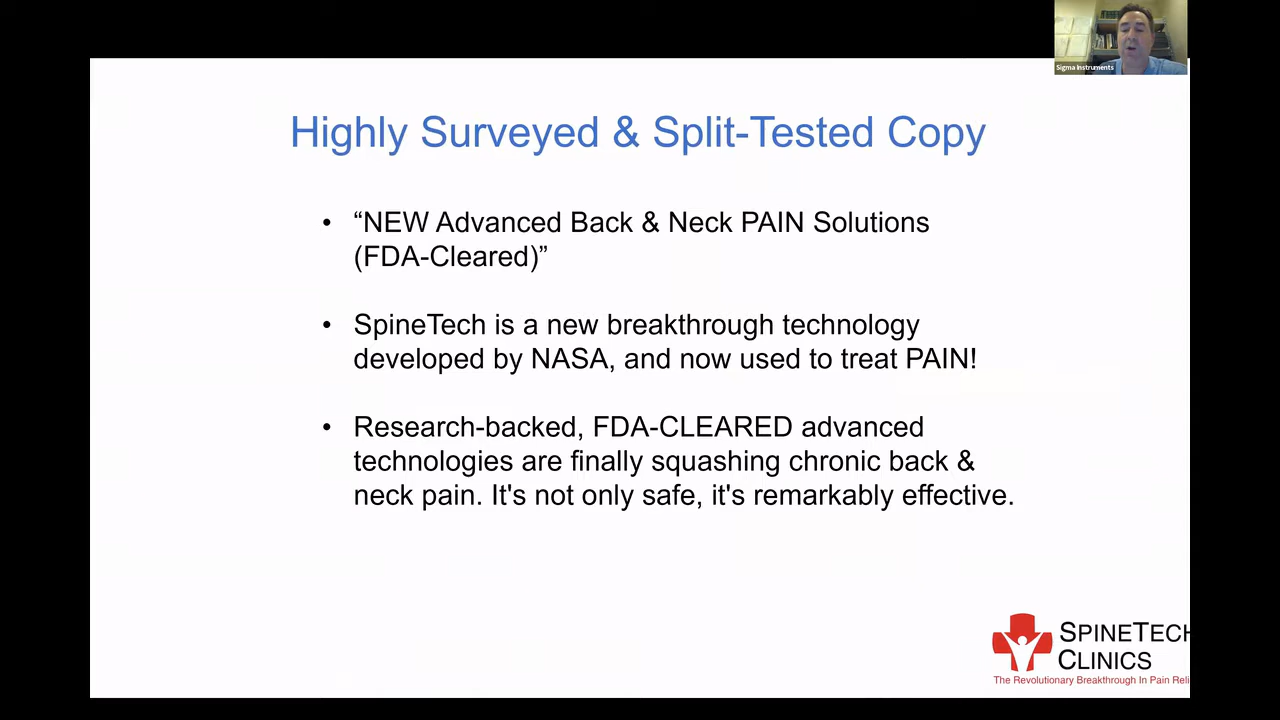 Sigma Instruments
Highly Surveyed & Split-Tested Copy
• “NEW Advanced Back & Neck PAIN Solutions
(FDA-Cleared)”
• SpineTech is a new breakthrough technology
developed by NASA, and now used to treat PAIN!
• Research-backed, FDA-CLEARED advanced
technologies are finally squashing chronic back &
neck pain. It's not only safe, it's remarkably effective.
SPINETECH
CLINICS
The Revolutionary Breakthrough In Pain Reli